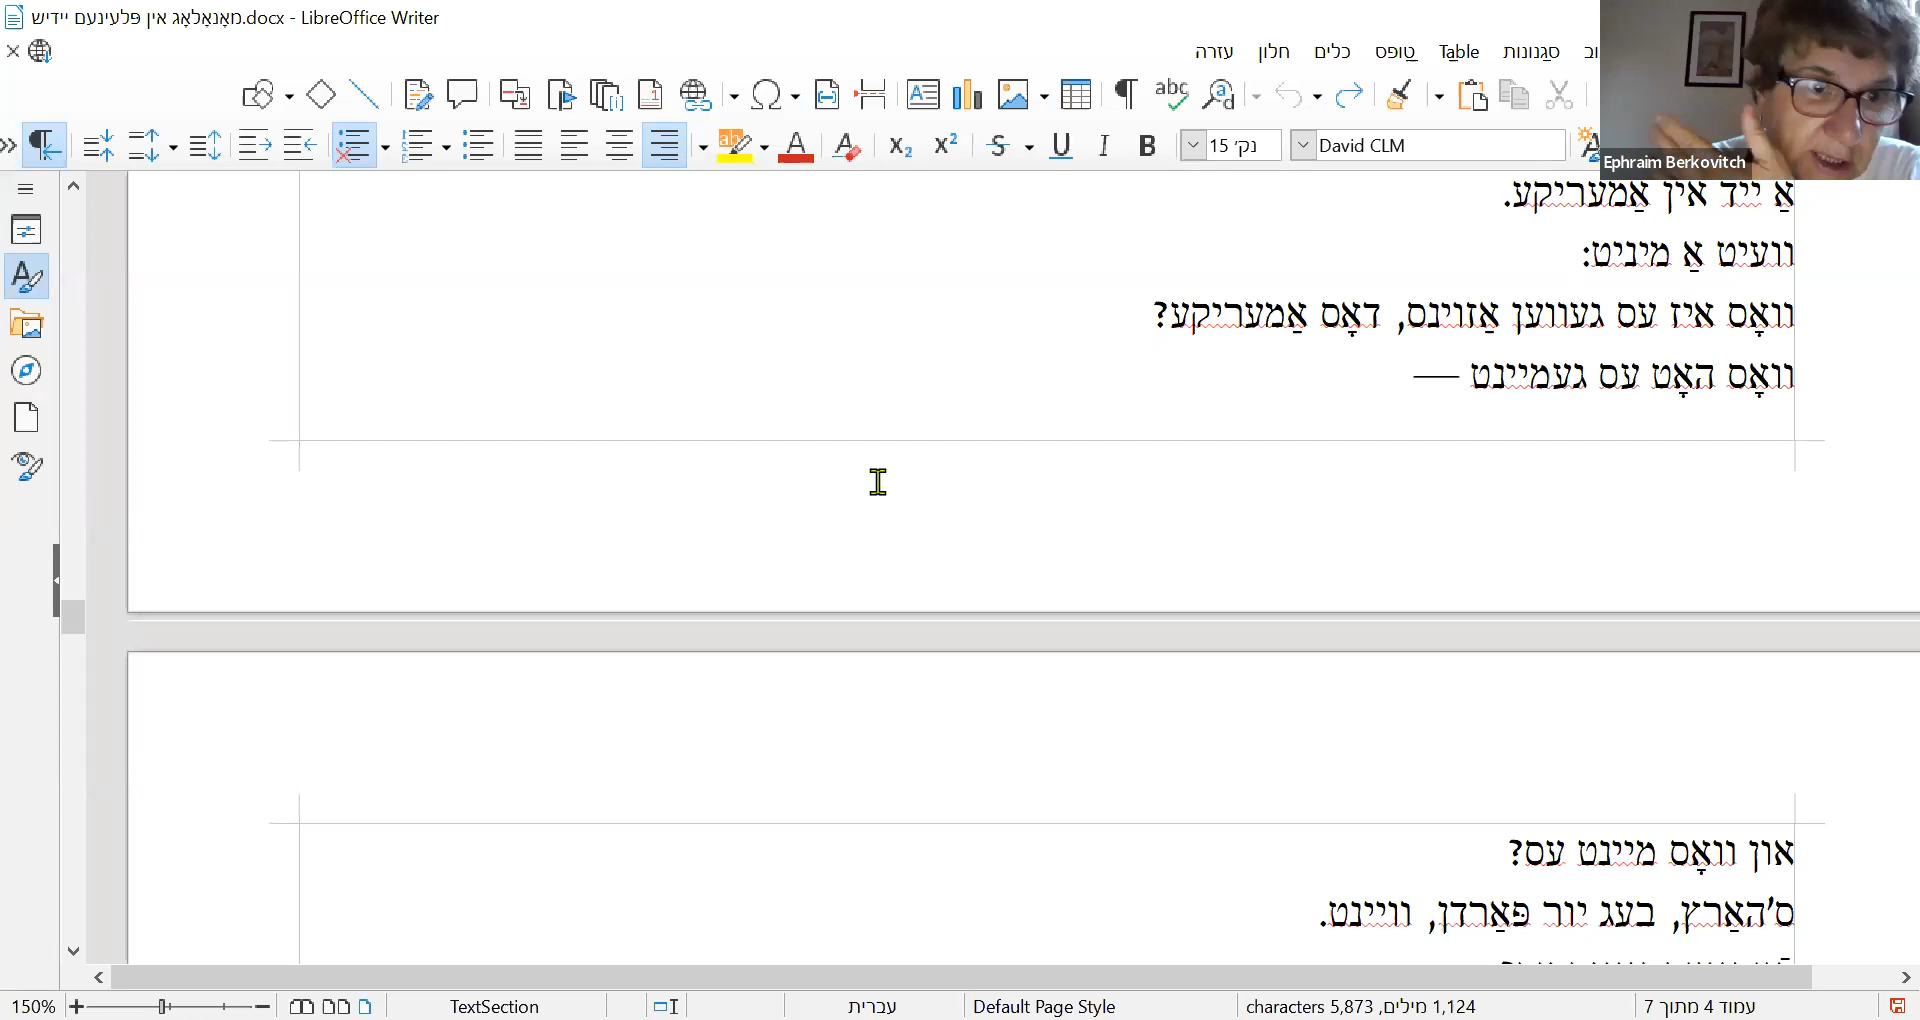 מאָנאָלאָג אין פּלעינעם יידיש.docx - LibreOffice Writer
סגנונות Table טופס כלים חלון עזרה
David CLM 15 נק׳
Ephraim Berkovitch
אַ ייד אין אַמעריקע.
וועיט אַ מיניט:
וואָס איז עס געווען אַזוינס, דאָס אַמעריקע?
וואָס האָט עס געמיינט —
און וואָס מיינט עס?
ס'האַרץ, בעג יור פּאַרדן, וויינט.
עמוד 4 מתוך 7 1,124 מילים, 5,873 characters Default Page Style עברית TextSection 150%